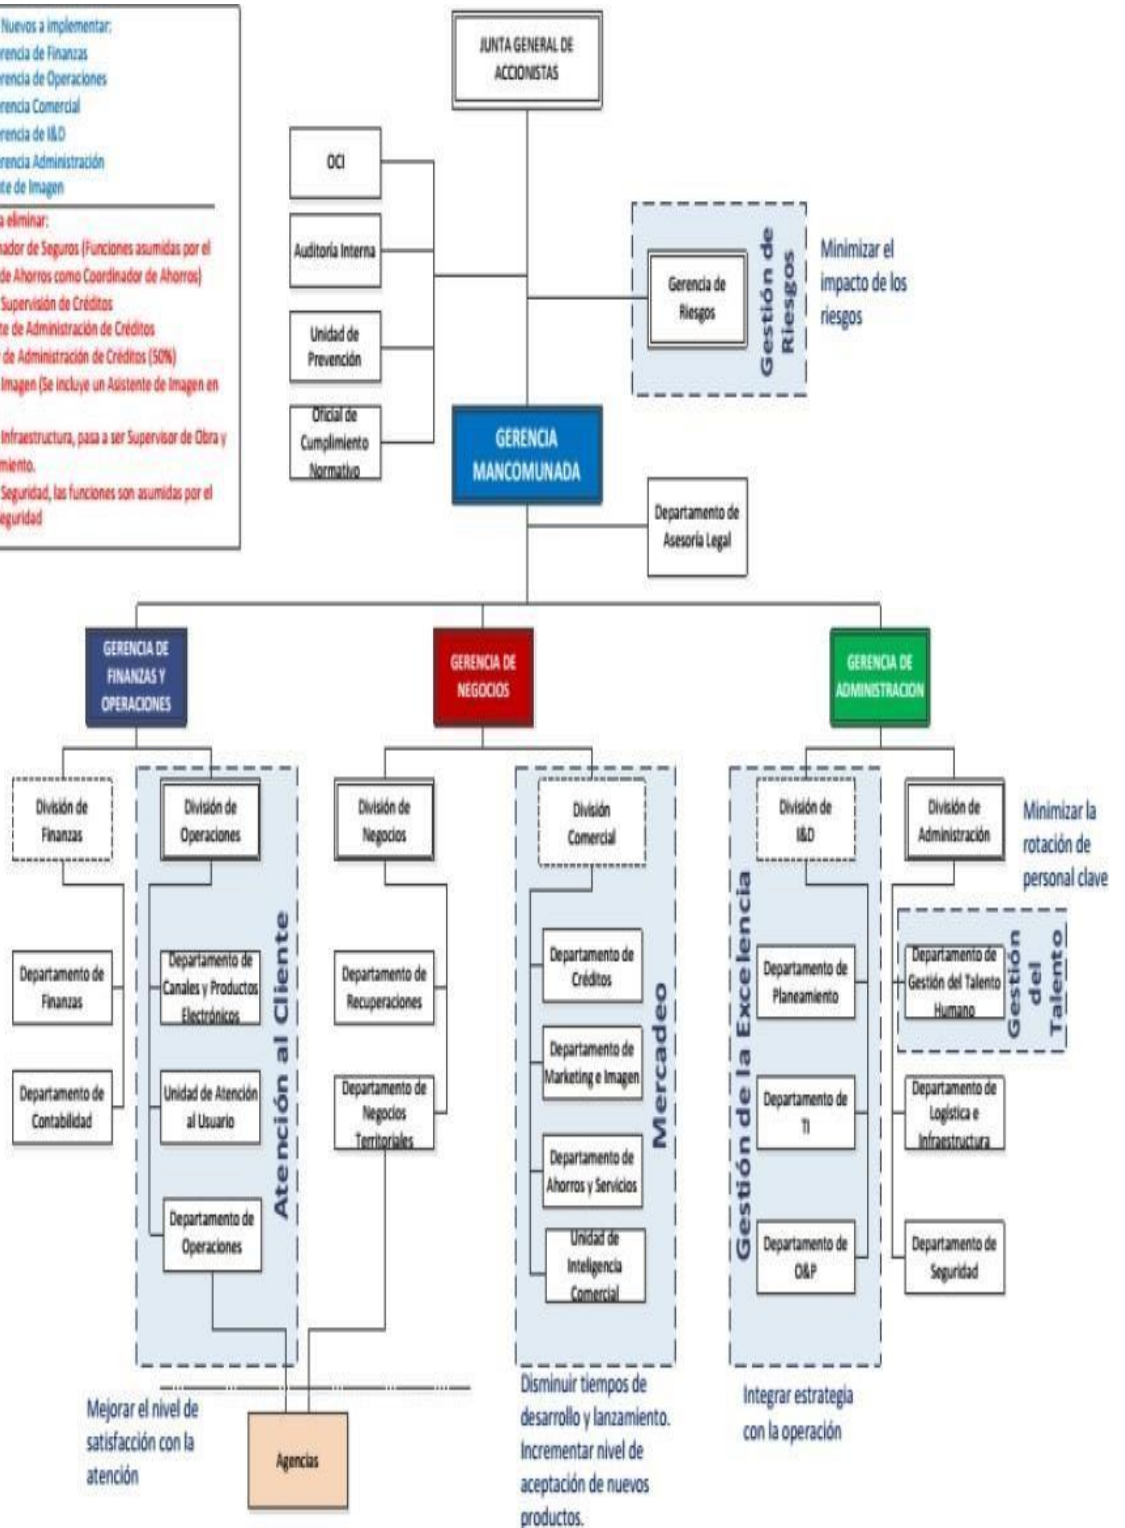 Nuevos a implementar:
rencia de Finanzas
rencia de Operaciones
rencia Comercial
rencia de I&D
rencia Administración
te de Imagen
a eliminar:
nador de Seguros (Funciones asumidas por el
de Ahorros como Coordinador de Ahorros)
Supervisión de Créditos
te de Administración de Créditos
de Administración de Créditos (50%)
Imagen (Se incluye un Asistente de Imagen en
Infraestructura, pasa a ser Supervisor de Obra y
miento.
Seguridad, las funciones son asumidas por el
eguridad
JUNTA GENERAL DE
ACCIONISTAS
OCI
Auditoría Interna
Unidad de
Prevención
Oficial de
Cumplimiento
Normativo
Gerencia de
Riesgos
Gestión de
Riesgos
Minimizar el
impacto de los
riesgos
GERENCIA
MANCOMUNADA
Departamento de
Asesoría Legal
GERENCIA DE
FINANZAS Y
OPERACIONES
GERENCIA DE
NEGOCIOS
GERENCIA DE
ADMINISTRACION
División de
Finanzas
Departamento de
Finanzas
Departamento de
Contabilidad
División de
Operaciones
Departamento de
Canales y Productos
Electrónicos
Unidad de Atención
al Usuario
Departamento de
Operaciones
Atención al Cliente
Mejorar el nivel de
satisfacción con la
atención
División de
Negocios
Departamento de
Recuperaciones
Departamento de
Negocios
Territoriales
Agencias
División
Comercial
Departamento de
Créditos
Departamento de
Marketing e Imagen
Departamento de
Ahorros y Servicios
Unidad de
Inteligencia
Comercial
Mercadeo
Disminuir tiempos de
desarrollo y lanzamiento.
Incrementar nivel de
aceptación de nuevos
productos.
División de
I&D
Departamento de
Planeamiento
Departamento de
TI
Departamento de
O&P
Gestión de la Excelencia
Integrar estrategia
con la operación
División de
Administración
Minimizar la
rotación de
personal clave
Departamento de
Gestión del Talento
Humano
Gestión
del
Talento
Departamento de
Logística e
Infraestructura
Departamento de
Seguridad